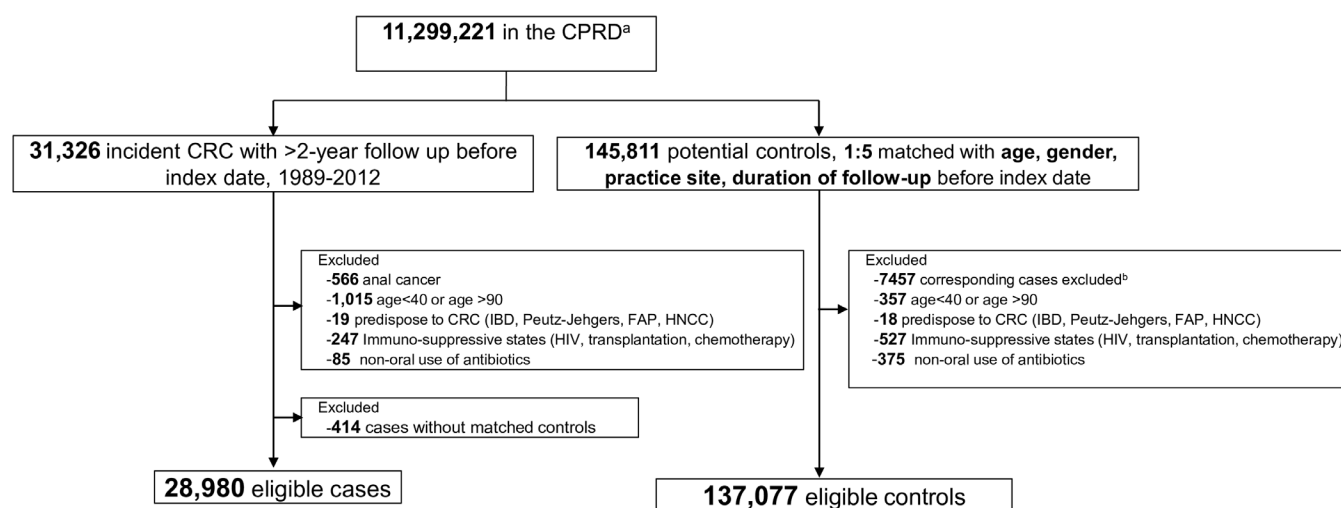 11,299,221 in the CPRDᵃ
31,326 incident CRC with >2-year follow up before
index date, 1989-2012
145,811 potential controls, 1:5 matched with age, gender,
practice site, duration of follow-up before index date
Excluded
-566 anal cancer
-1,015 age<40 or age >90
-19 predispose to CRC (IBD, Peutz-Jehgers, FAP, HNCC)
-247 Immuno-suppressive states (HIV, transplantation, chemotherapy)
-85 non-oral use of antibiotics
Excluded
-7457 corresponding cases excludedᵇ
-357 age<40 or age >90
-18 predispose to CRC (IBD, Peutz-Jehgers, FAP, HNCC)
-527 Immuno-suppressive states (HIV, transplantation, chemotherapy)
-375 non-oral use of antibiotics
Excluded
-414 cases without matched controls
28,980 eligible cases
137,077 eligible controls